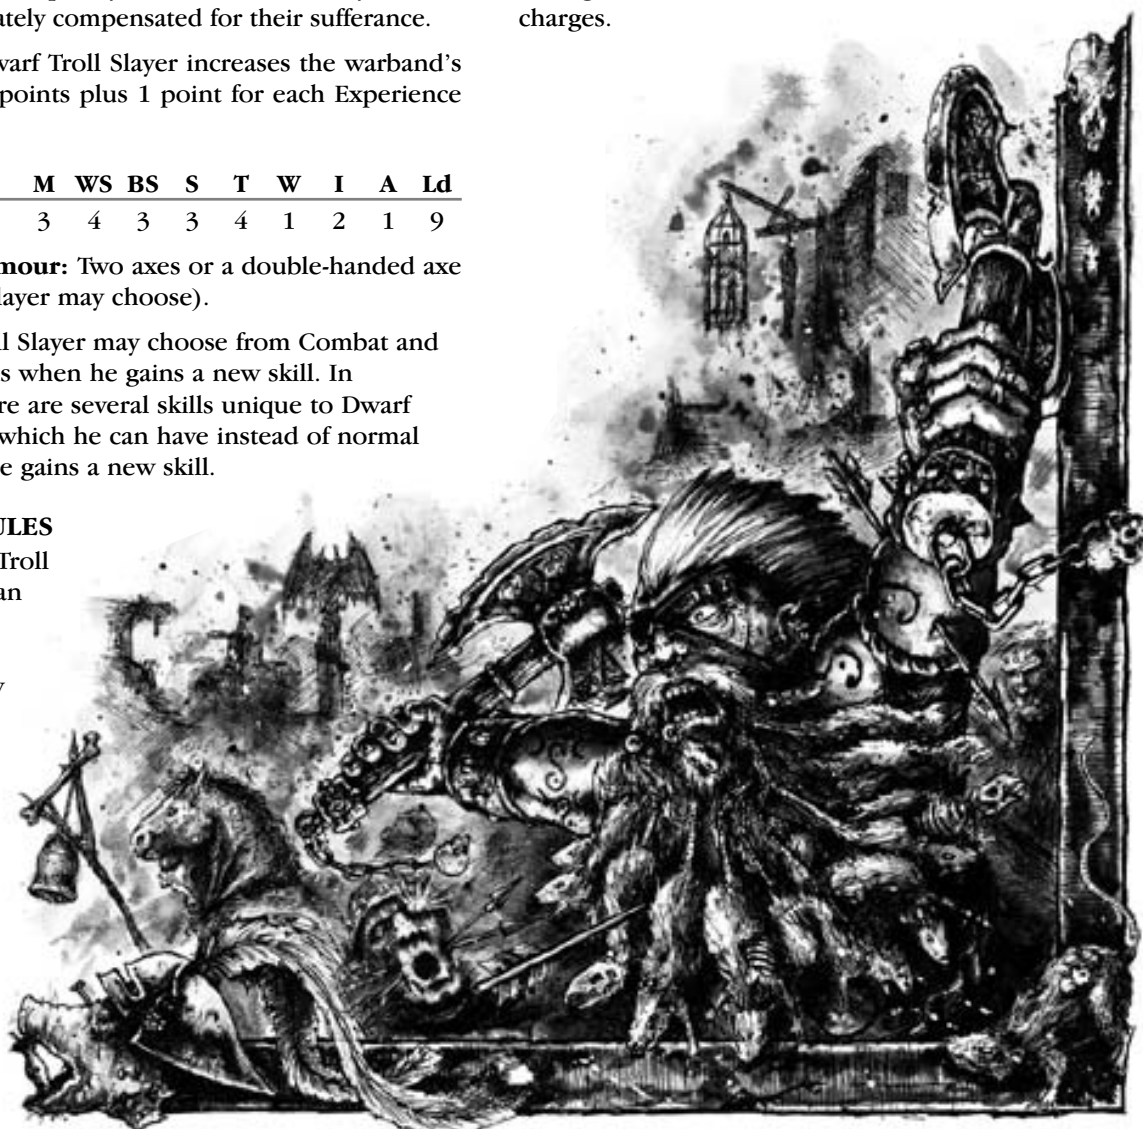 ately compensated for their sufferance.
warf Troll Slayer increases the warband's
points plus 1 point for each Experience
M WS BS S T W I A Ld
3 4 3 3 4 1 2 1 9
mour: Two axes or a double-handed axe
layer may choose).
ll Slayer may choose from Combat and
s when he gains a new skill. In
re are several skills unique to Dwarf
which he can have instead of normal
e gains a new skill.
ULES
Troll
an
y
charges.